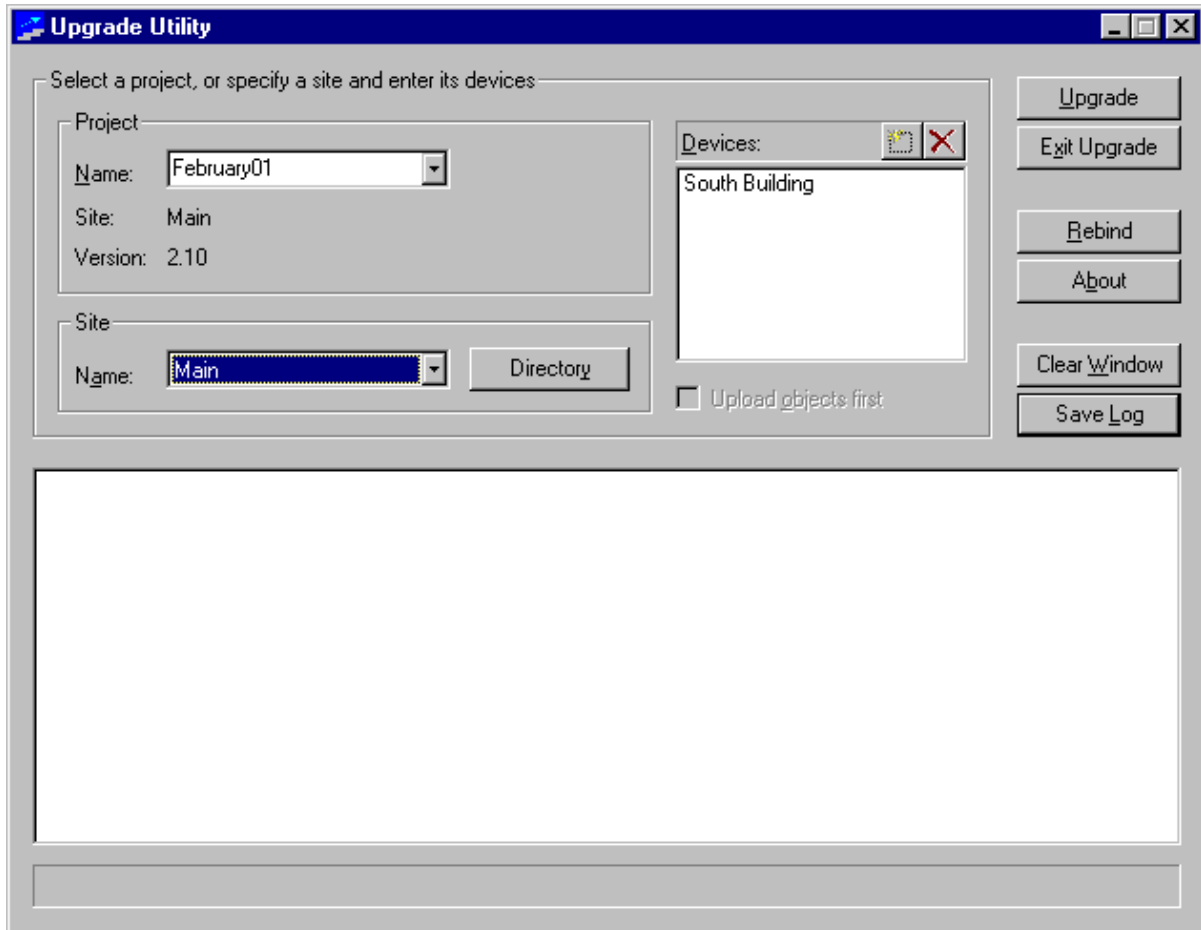 Upgrade Utility
Select a project, or specify a site and enter its devices
Project
Name: February01
Site: Main
Version: 2.10
Site
Name: Main Directory
Devices:
South Building
Upload objects first
Upgrade
Exit Upgrade
Rebind
About
Clear Window
Save Log